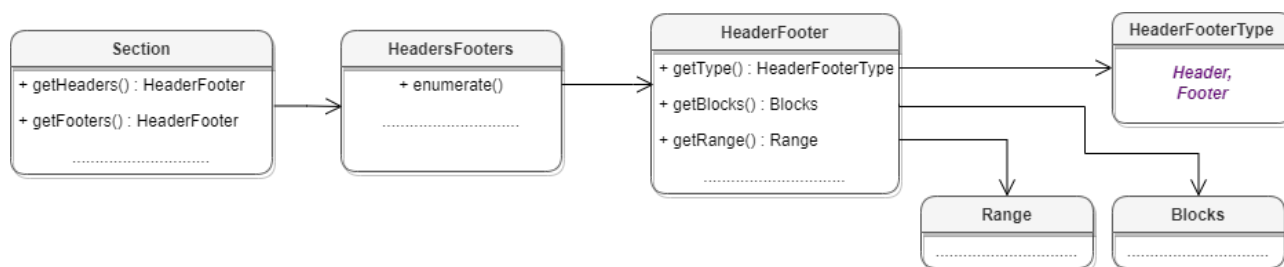 Section
+ getHeaders() : HeaderFooter
+ getFooters() : HeaderFooter
HeadersFooters
+ enumerate()
HeaderFooter
+ getType() : HeaderFooterType
+ getBlocks() : Blocks
+ getRange() : Range
HeaderFooterType
Header,
Footer
Range
Blocks